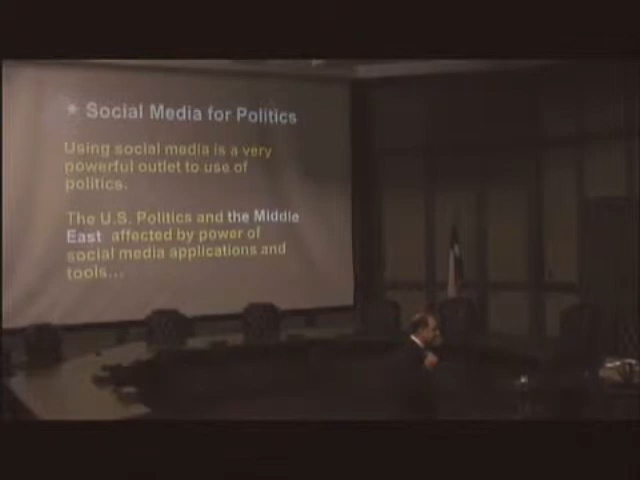 * Social Media for Politics
Using social media is a very
powerful outlet to use of
politics.
The U.S. Politics and the Middle
East affected by power of
social media applications and
tools...